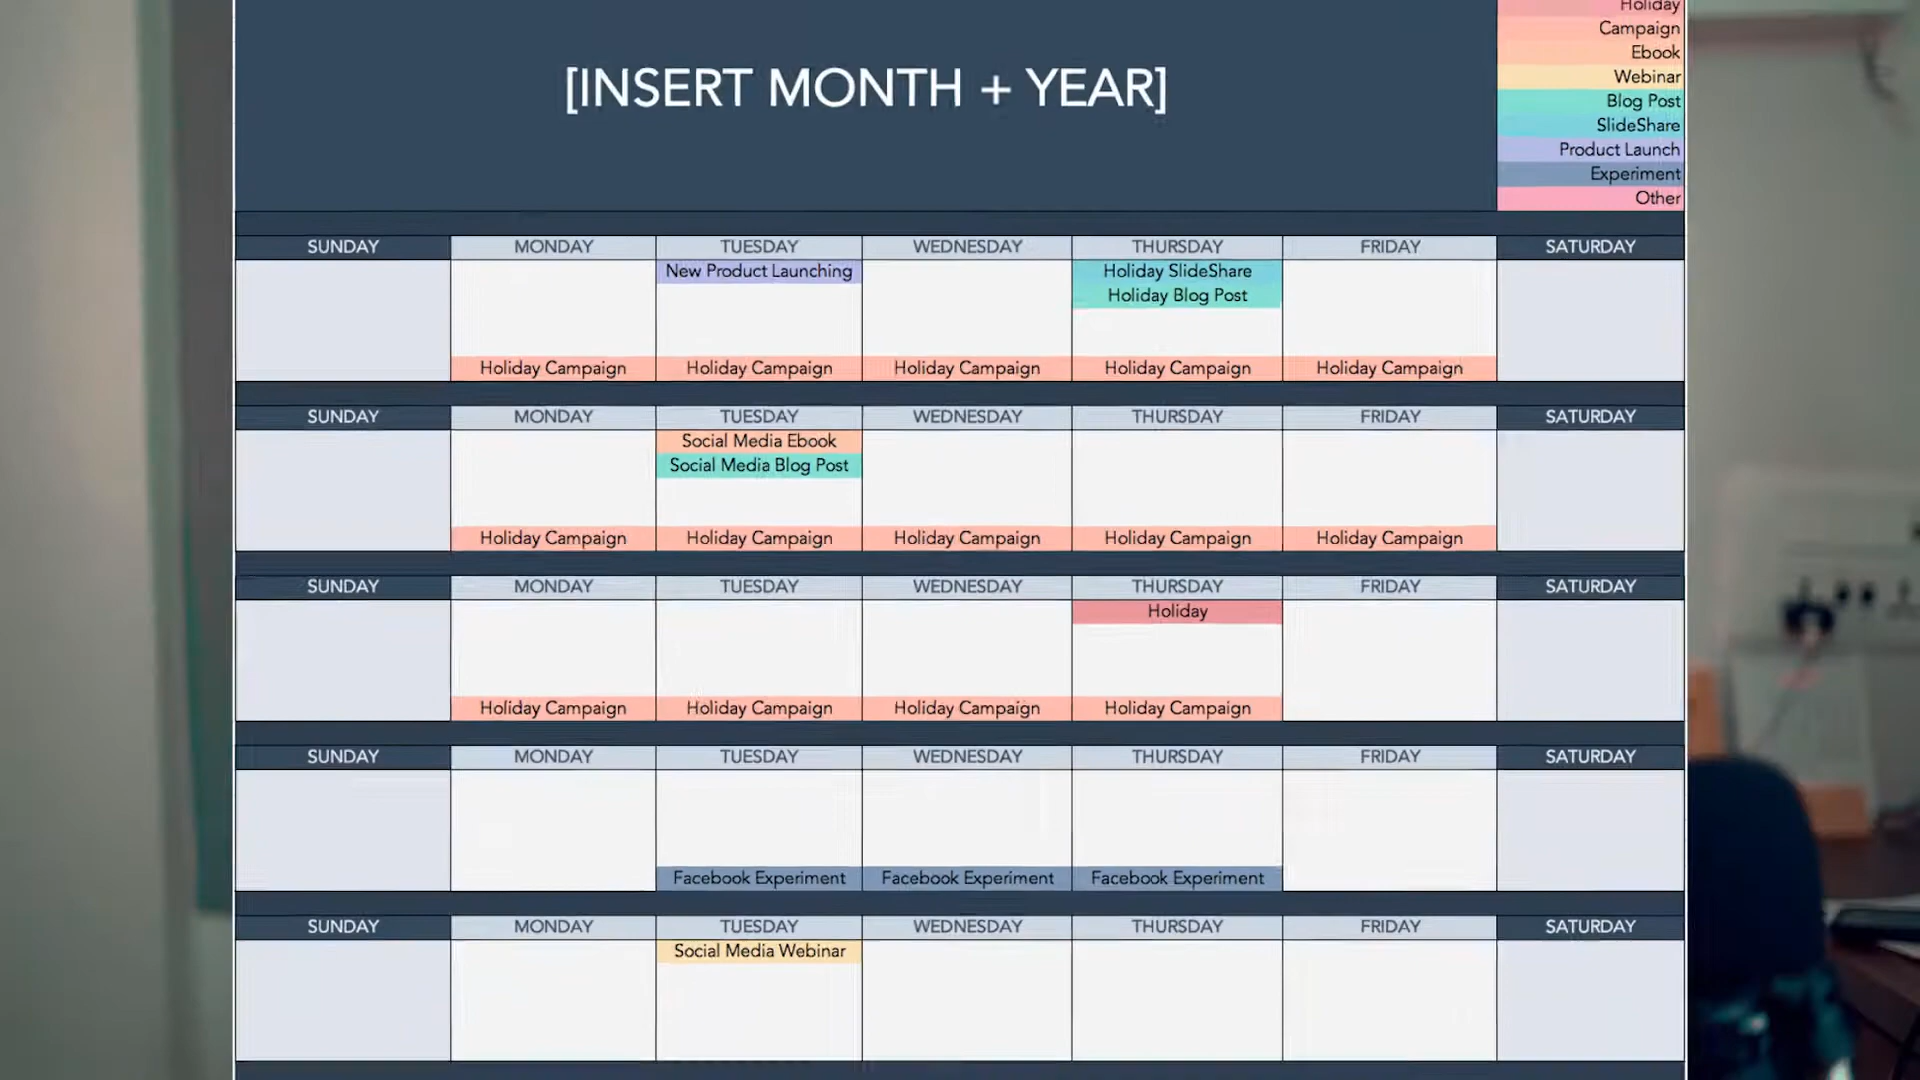 Holiday
Campaign
Ebook
Webinar
Blog Post
SlideShare
Product Launch
Experiment
Other
[INSERT MONTH + YEAR]
SUNDAY MONDAY TUESDAY WEDNESDAY THURSDAY FRIDAY SATURDAY
New Product Launching Holiday SlideShare
Holiday Blog Post
Holiday Campaign Holiday Campaign Holiday Campaign Holiday Campaign Holiday Campaign
SUNDAY MONDAY TUESDAY WEDNESDAY THURSDAY FRIDAY SATURDAY
Social Media Ebook
Social Media Blog Post
Holiday Campaign Holiday Campaign Holiday Campaign Holiday Campaign Holiday Campaign
SUNDAY MONDAY TUESDAY WEDNESDAY THURSDAY FRIDAY SATURDAY
Holiday
Holiday Campaign Holiday Campaign Holiday Campaign Holiday Campaign
SUNDAY MONDAY TUESDAY WEDNESDAY THURSDAY FRIDAY SATURDAY
Facebook Experiment Facebook Experiment Facebook Experiment
SUNDAY MONDAY TUESDAY WEDNESDAY THURSDAY FRIDAY SATURDAY
Social Media Webinar